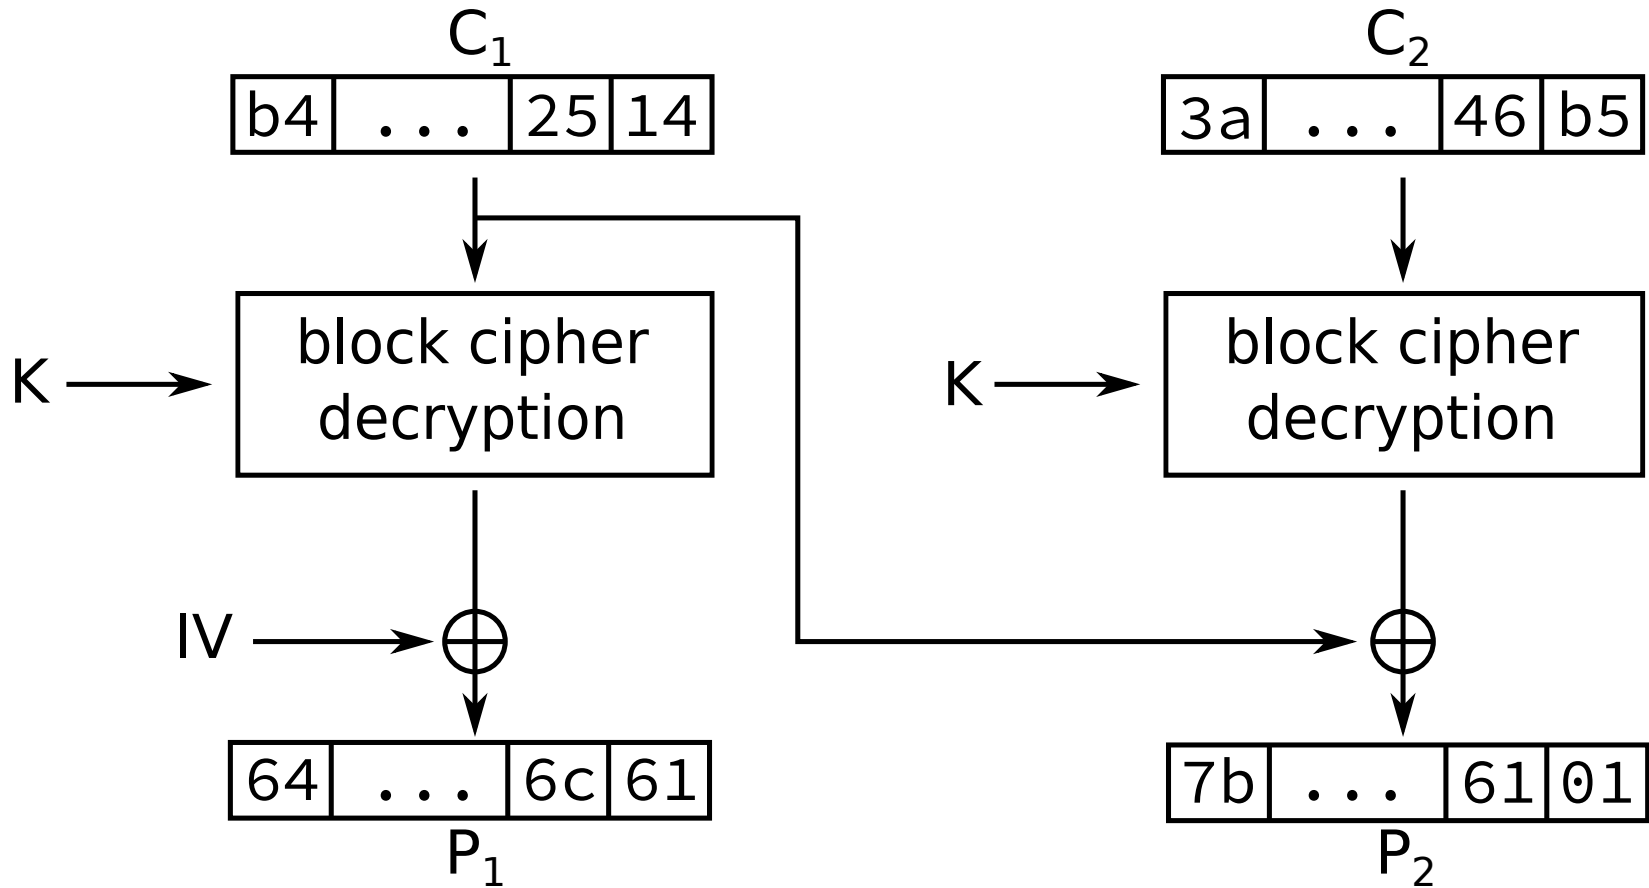 C1
C2
b4 ... 25 14
3a ... 46 b5
block cipher
decryption
block cipher
decryption
K
K
IV
64 ... 6c 61
7b ... 61 01
P1
P2